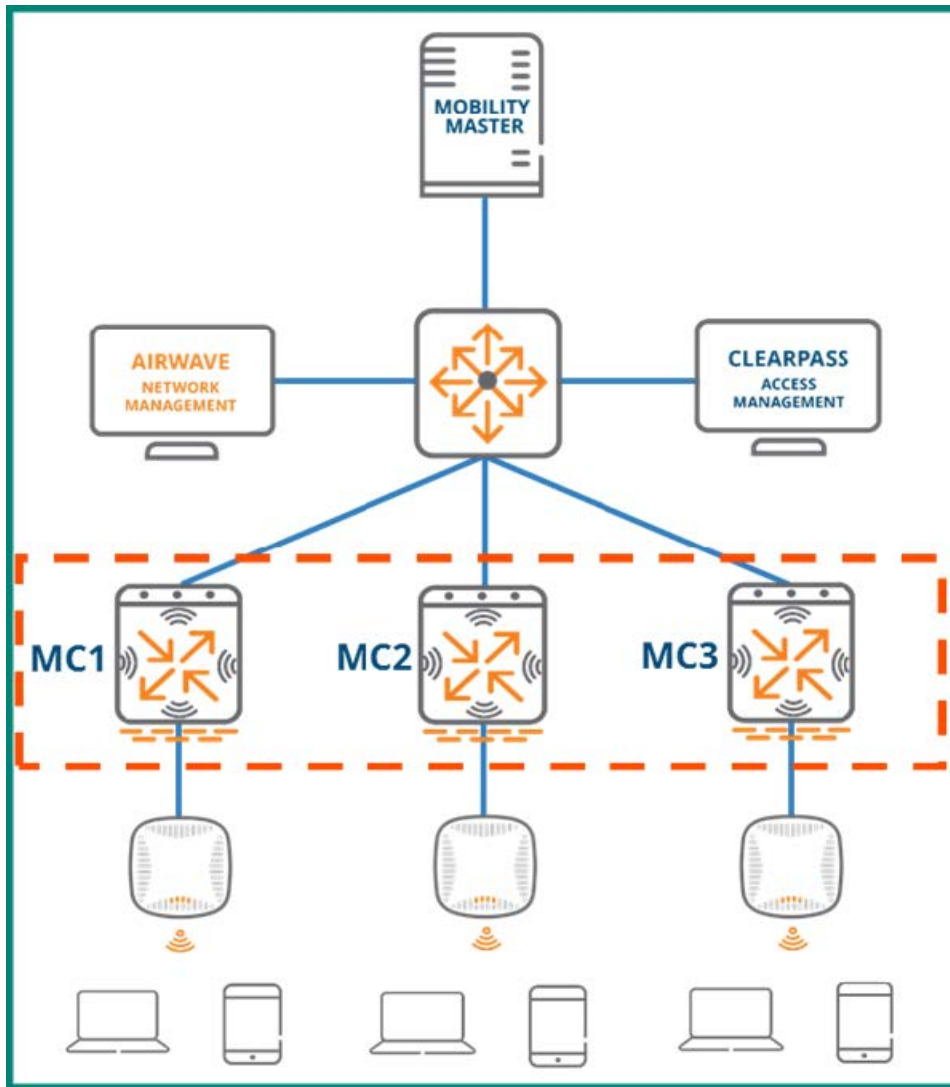 MOBILITY
MASTER
AIRWAVE
NETWORK
MANAGEMENT
CLEARPASS
ACCESS
MANAGEMENT
MC1
MC2
MC3